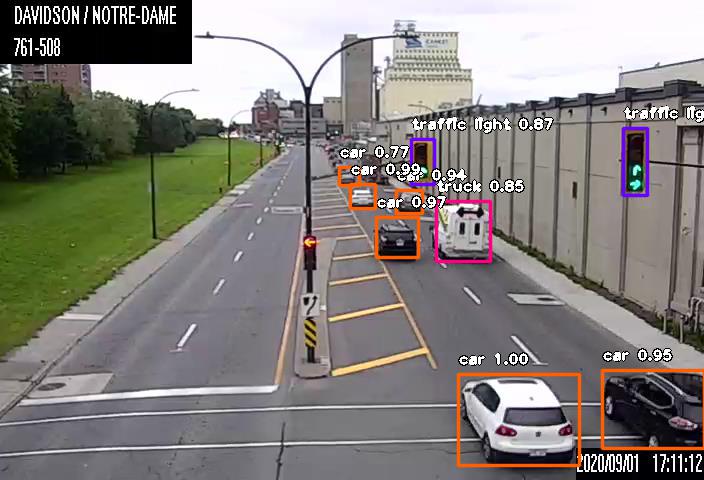 DAVIDSON / NOTRE-DAME
761-508
traffic light 0.87
traffic lig
car 0.77
car 0.99
car 0.94
truck 0.85
car 0.97
car 1.00
car 0.95
2020/09/01 17:11:12